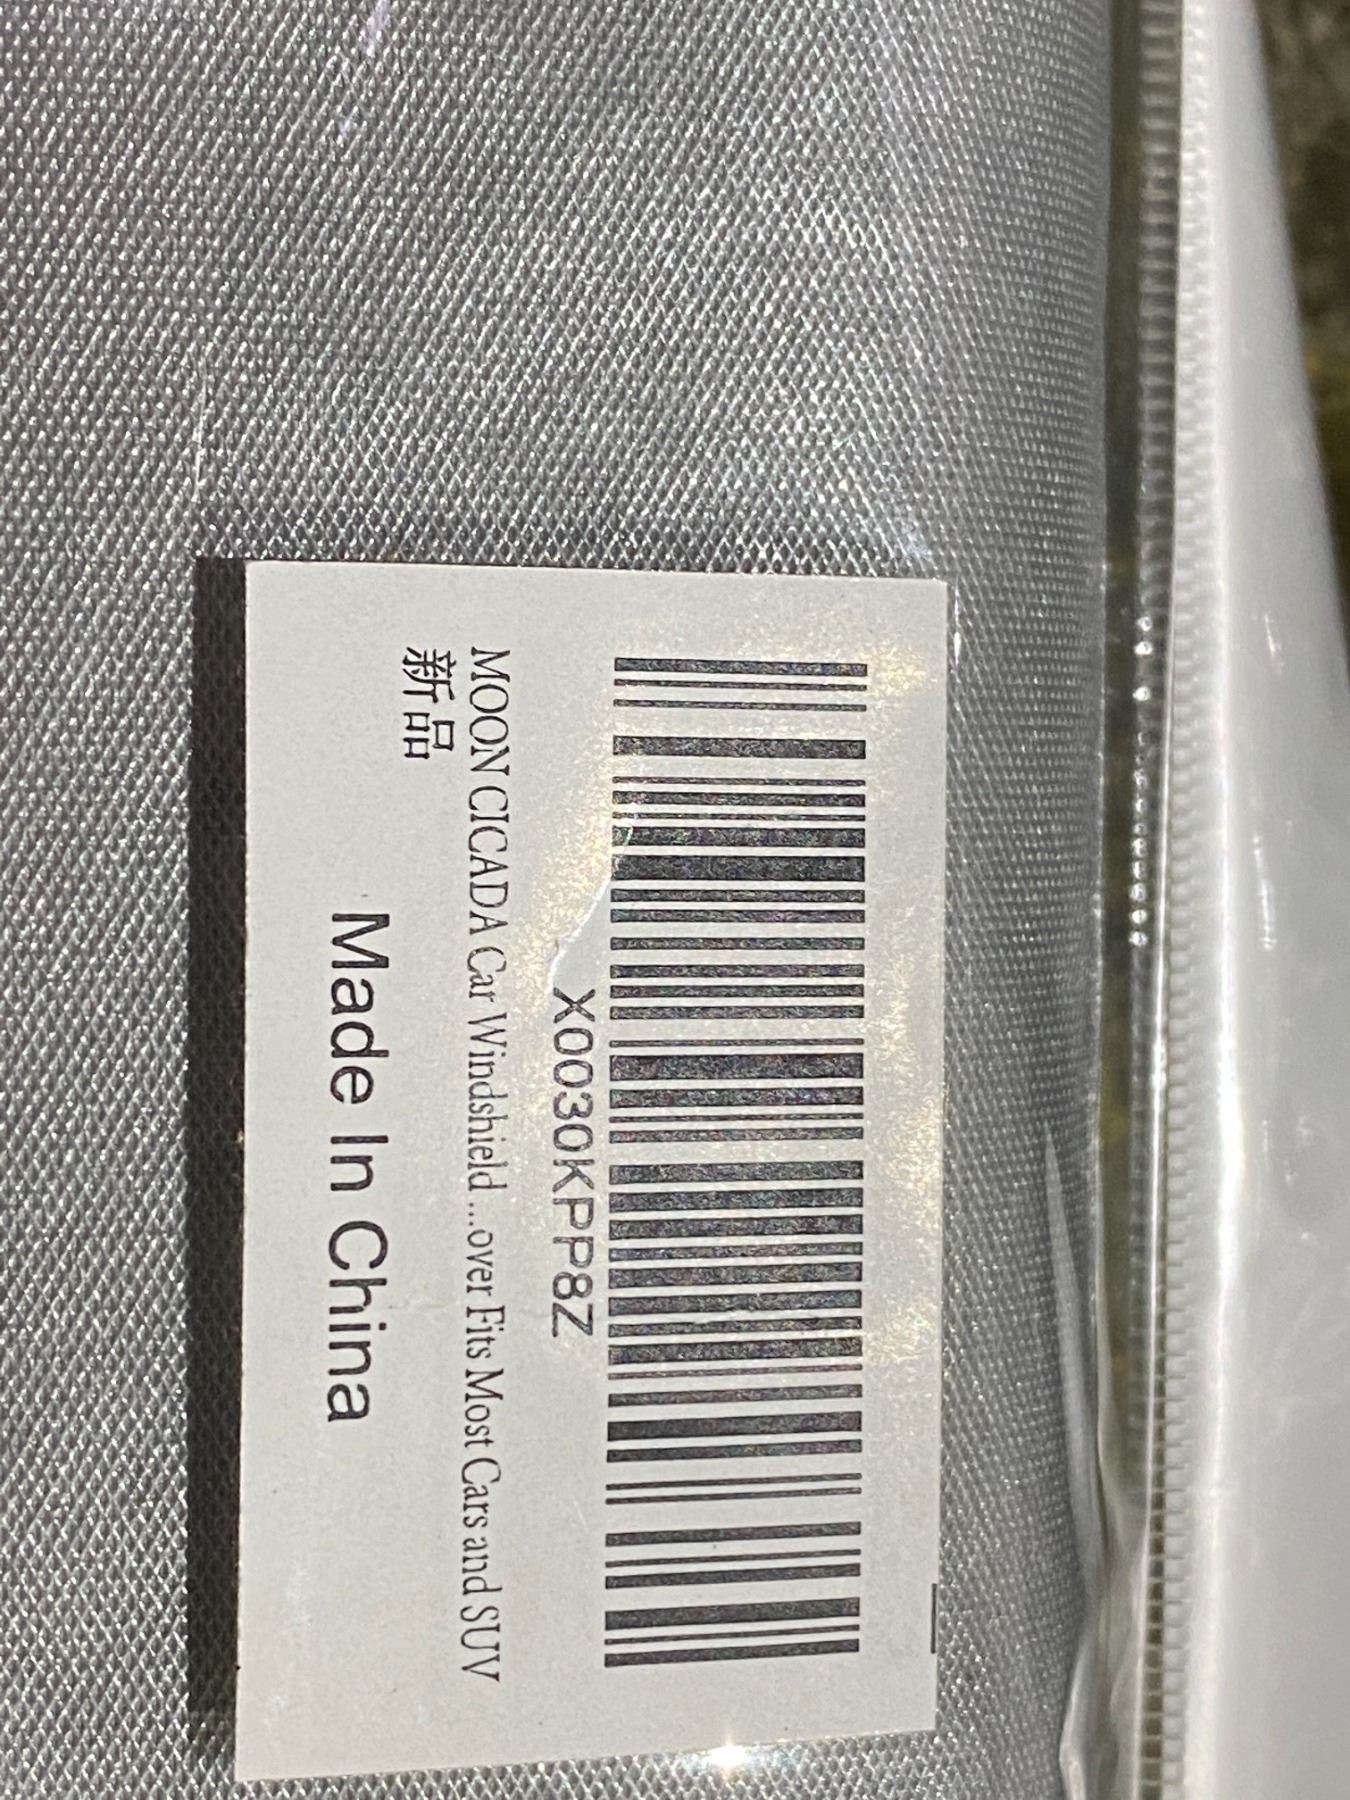 X0030KPP8Z
MOON CICADA Car Windshield ...over Fits Most Cars and SUV
新品
Made In China